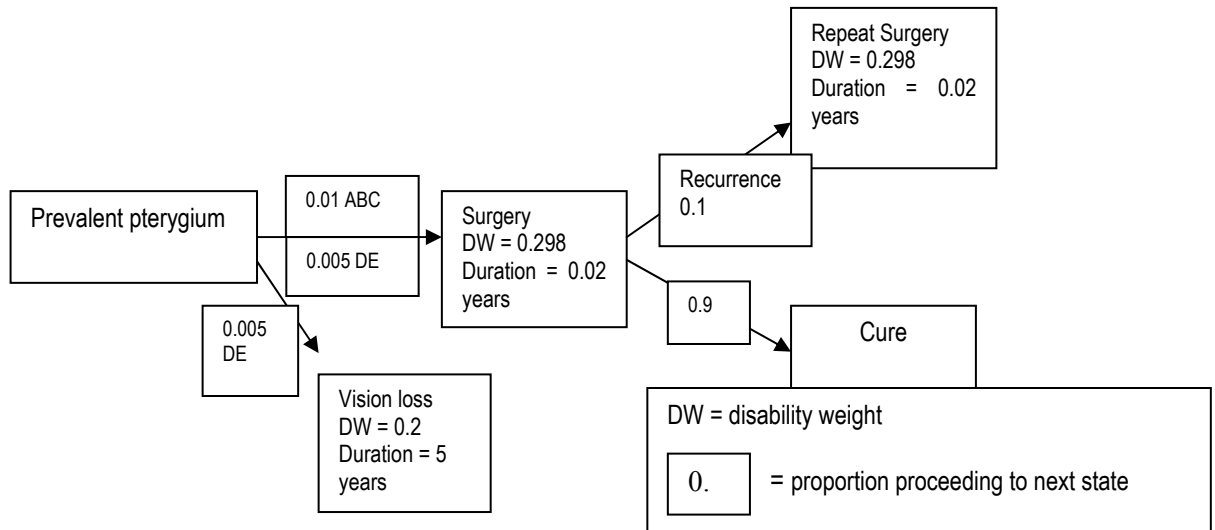 Repeat Surgery
DW = 0.298
Duration = 0.02
years
Recurrence
0.1
Prevalent pterygium
0.01 ABC
0.005 DE
Surgery
DW = 0.298
Duration = 0.02
years
0.9
Cure
0.005
DE
Vision loss
DW = 0.2
Duration = 5
years
DW = disability weight
0.
= proportion proceeding to next state